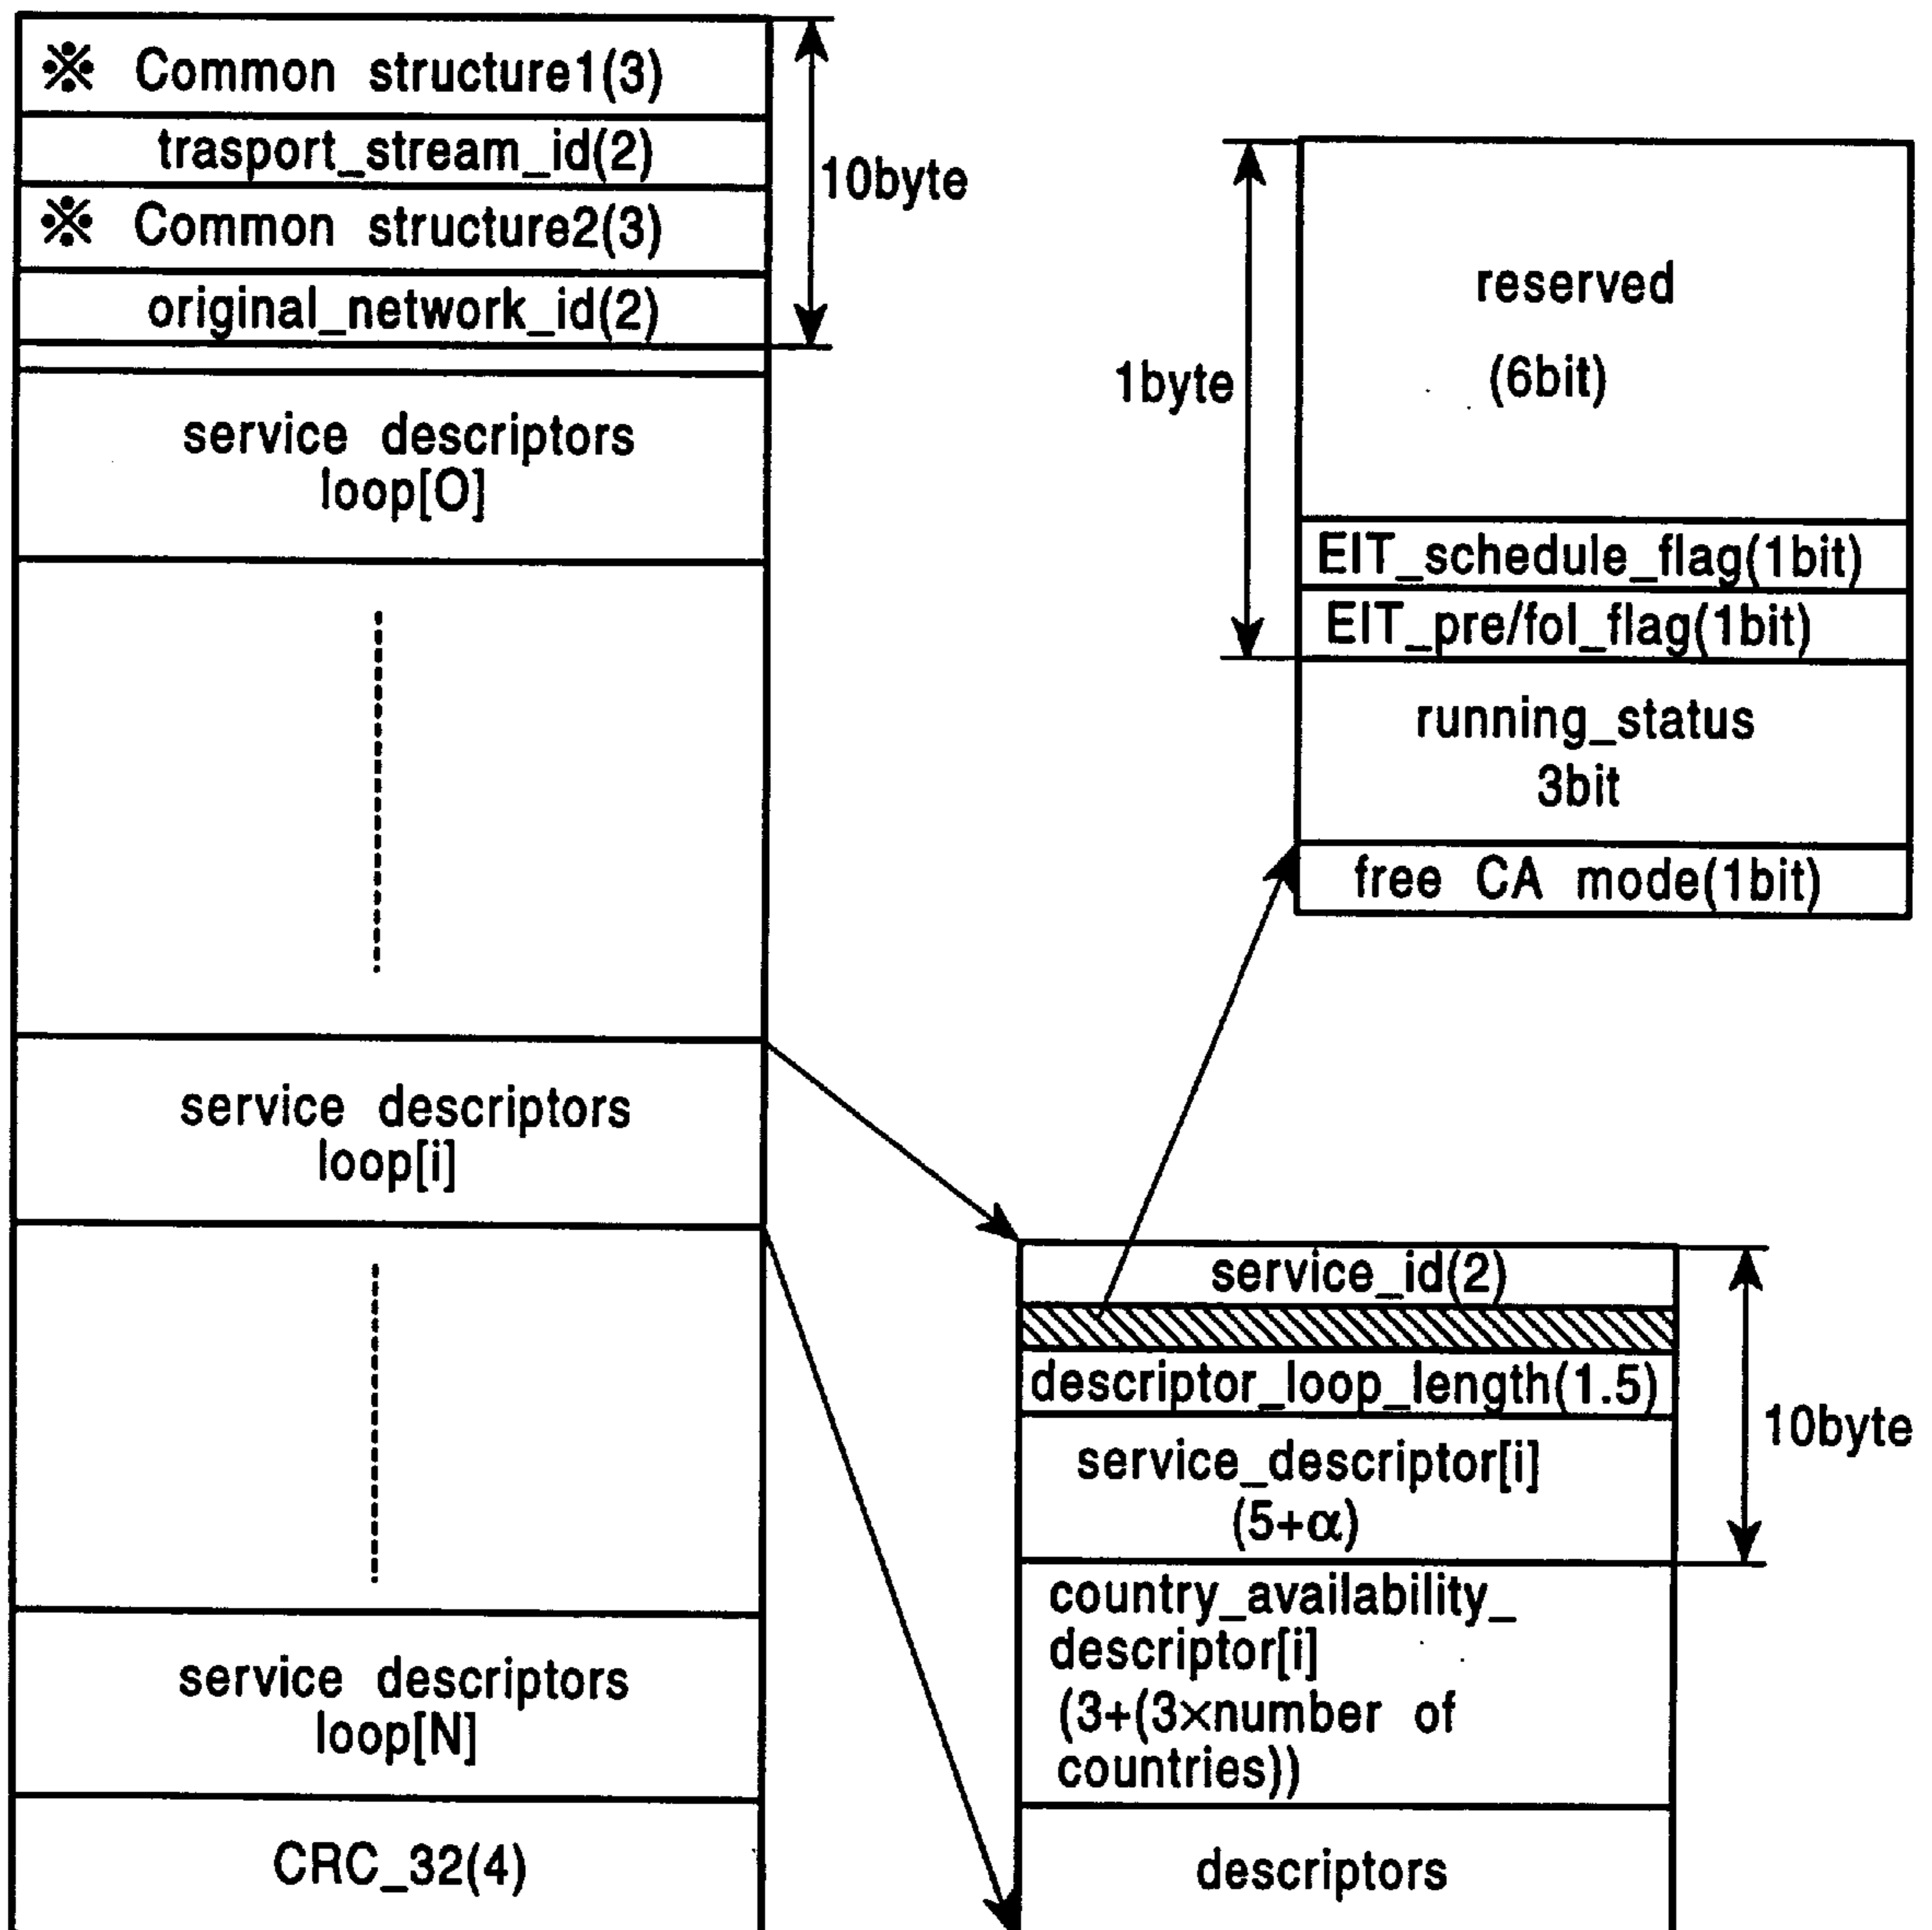 ※ Common structure1(3)
trasport_stream_id(2)
※ Common structure2(3)
original_network_id(2)
10byte
service descriptors
loop[O]
service descriptors
loop[i]
service descriptors
loop[N]
CRC_32(4)
1byte
reserved
(6bit)
EIT_schedule_flag(1bit)
EIT_pre/fol_flag(1bit)
running_status
3bit
free CA mode(1bit)
service_id(2)
descriptor_loop_length(1.5)
service_descriptor[i]
(5+α)
10byte
country_availability_
descriptor[i]
(3+(3×number of
countries))
descriptors